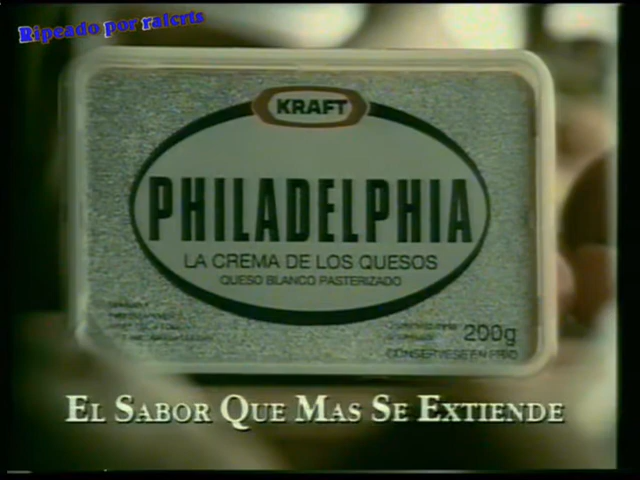 Ripeado por ralcrts
KRAFT
PHILADELPHIA
LA CREMA DE LOS QUESOS
QUESO BLANCO PASTERIZADO
200g
CONSERVESE EN FRIO
EL SABOR QUE MAS SE EXTIENDE